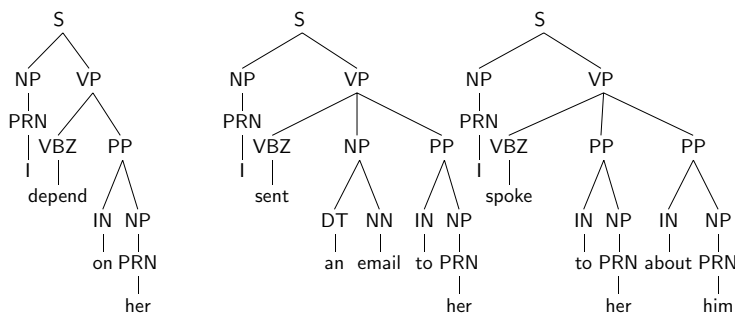 S S S
NP VP NP VP NP VP
PRN PRN PRN
VBZ PP VBZ NP PP VBZ PP PP
I I I
depend sent spoke
IN NP DT NN IN NP IN NP IN NP
on PRN an email to PRN to PRN about PRN
her her her him